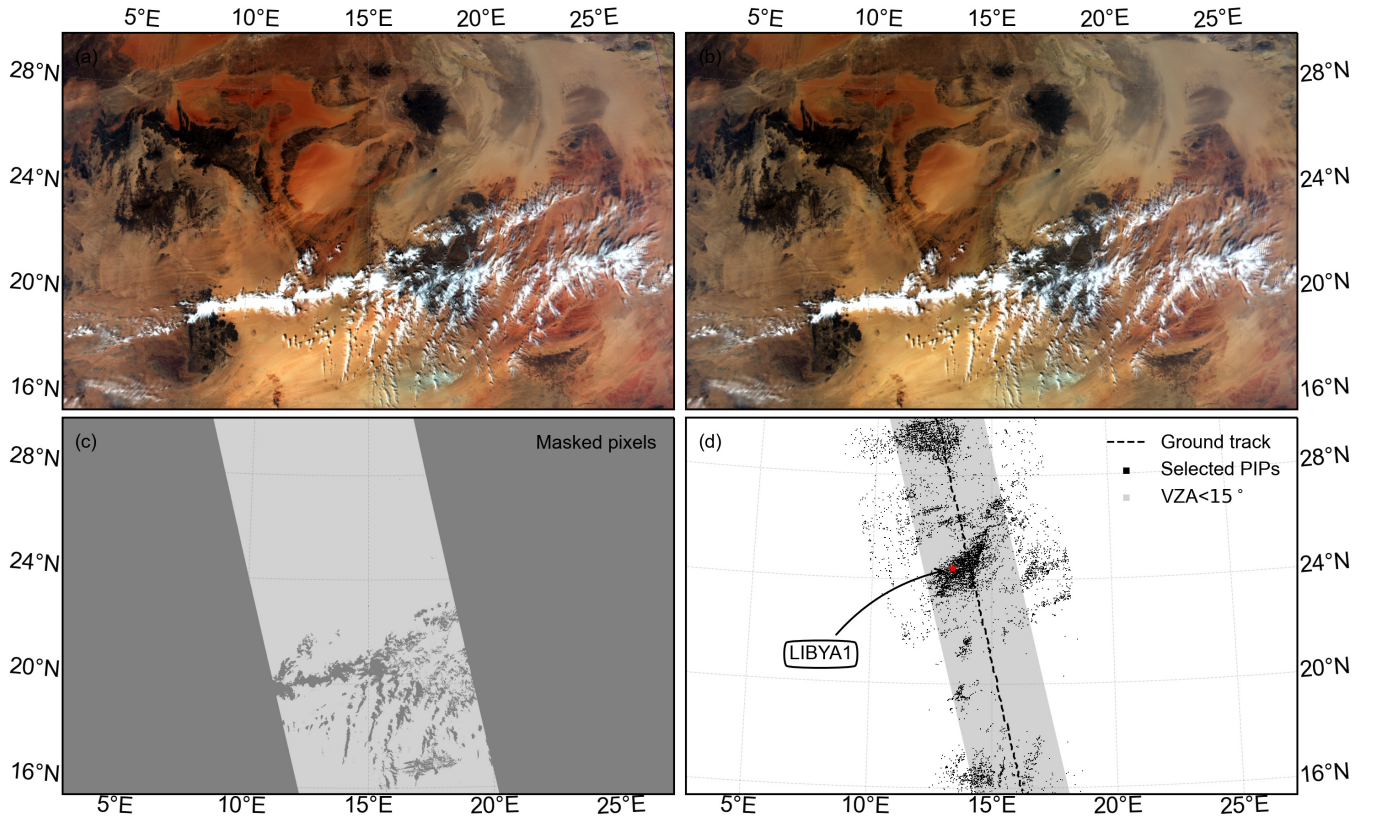 5°E 10°E 15°E 20°E 25°E 5°E 10°E 15°E 20°E 25°E
(a) (b)
28°N 28°N
24°N 24°N
20°N 20°N
16°N 16°N
(c) Masked pixels (d) Ground track
28°N 28°N
Selected PIPs
VZA<15°
24°N 24°N
LIBYA1
20°N 20°N
16°N 16°N
5°E 10°E 15°E 20°E 25°E 5°E 10°E 15°E 20°E 25°E